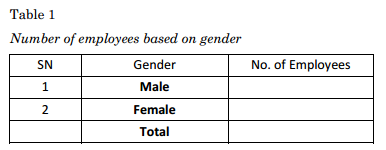 Table 1
Number of employees based on gender
SN Gender No. of Employees
1 Male
2 Female
Total